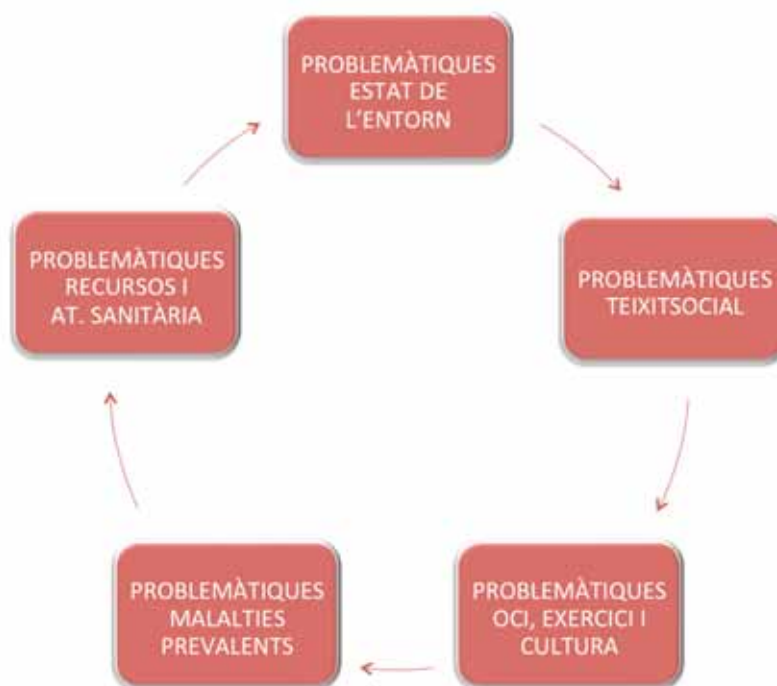 PROBLEMÀTIQUES
ESTAT DE
L'ENTORN
PROBLEMÀTIQUES
TEIXITSOCIAL
PROBLEMÀTIQUES
OCI, EXERCICI I
CULTURA
PROBLEMÀTIQUES
MALALTIES
PREVALENTS
PROBLEMÀTIQUES
RECURSOS I
AT. SANITÀRIA